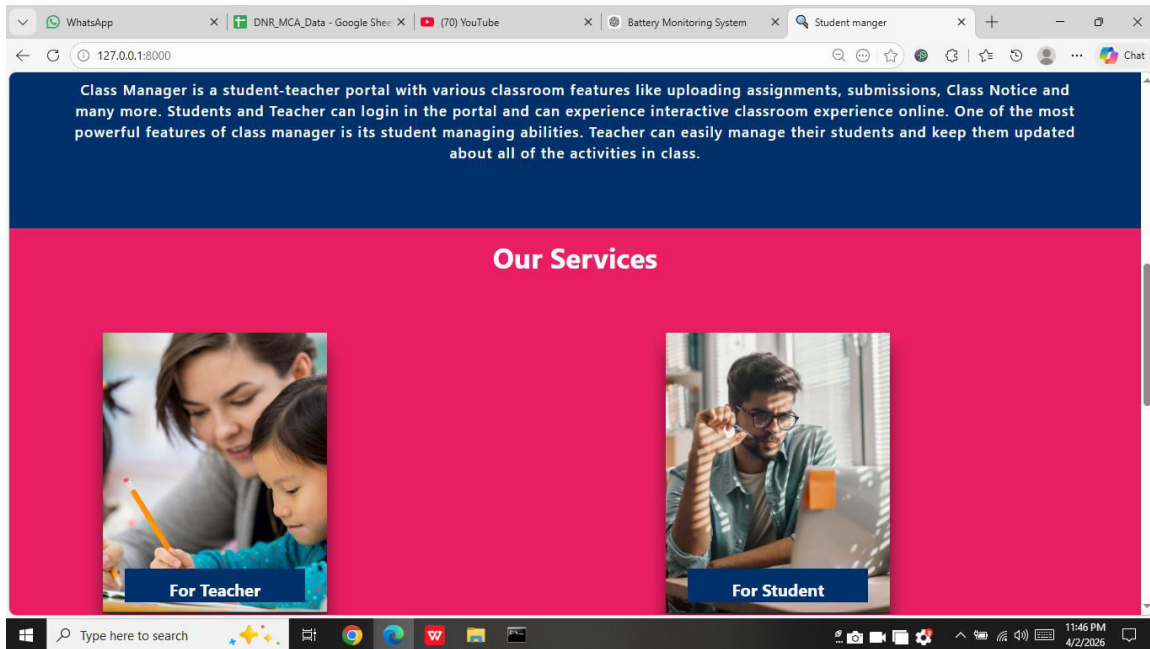 WhatsApp
DNR_MCA_Data - Google Shee
(70) YouTube
Battery Monitoring System
Student manger
127.0.0.1:8000
Chat
Class Manager is a student-teacher portal with various classroom features like uploading assignments, submissions, Class Notice and
many more. Students and Teacher can login in the portal and can experience interactive classroom experience online. One of the most
powerful features of class manager is its student managing abilities. Teacher can easily manage their students and keep them updated
about all of the activities in class.
Our Services
For Teacher
For Student
Type here to search
11:46 PM
4/2/2026